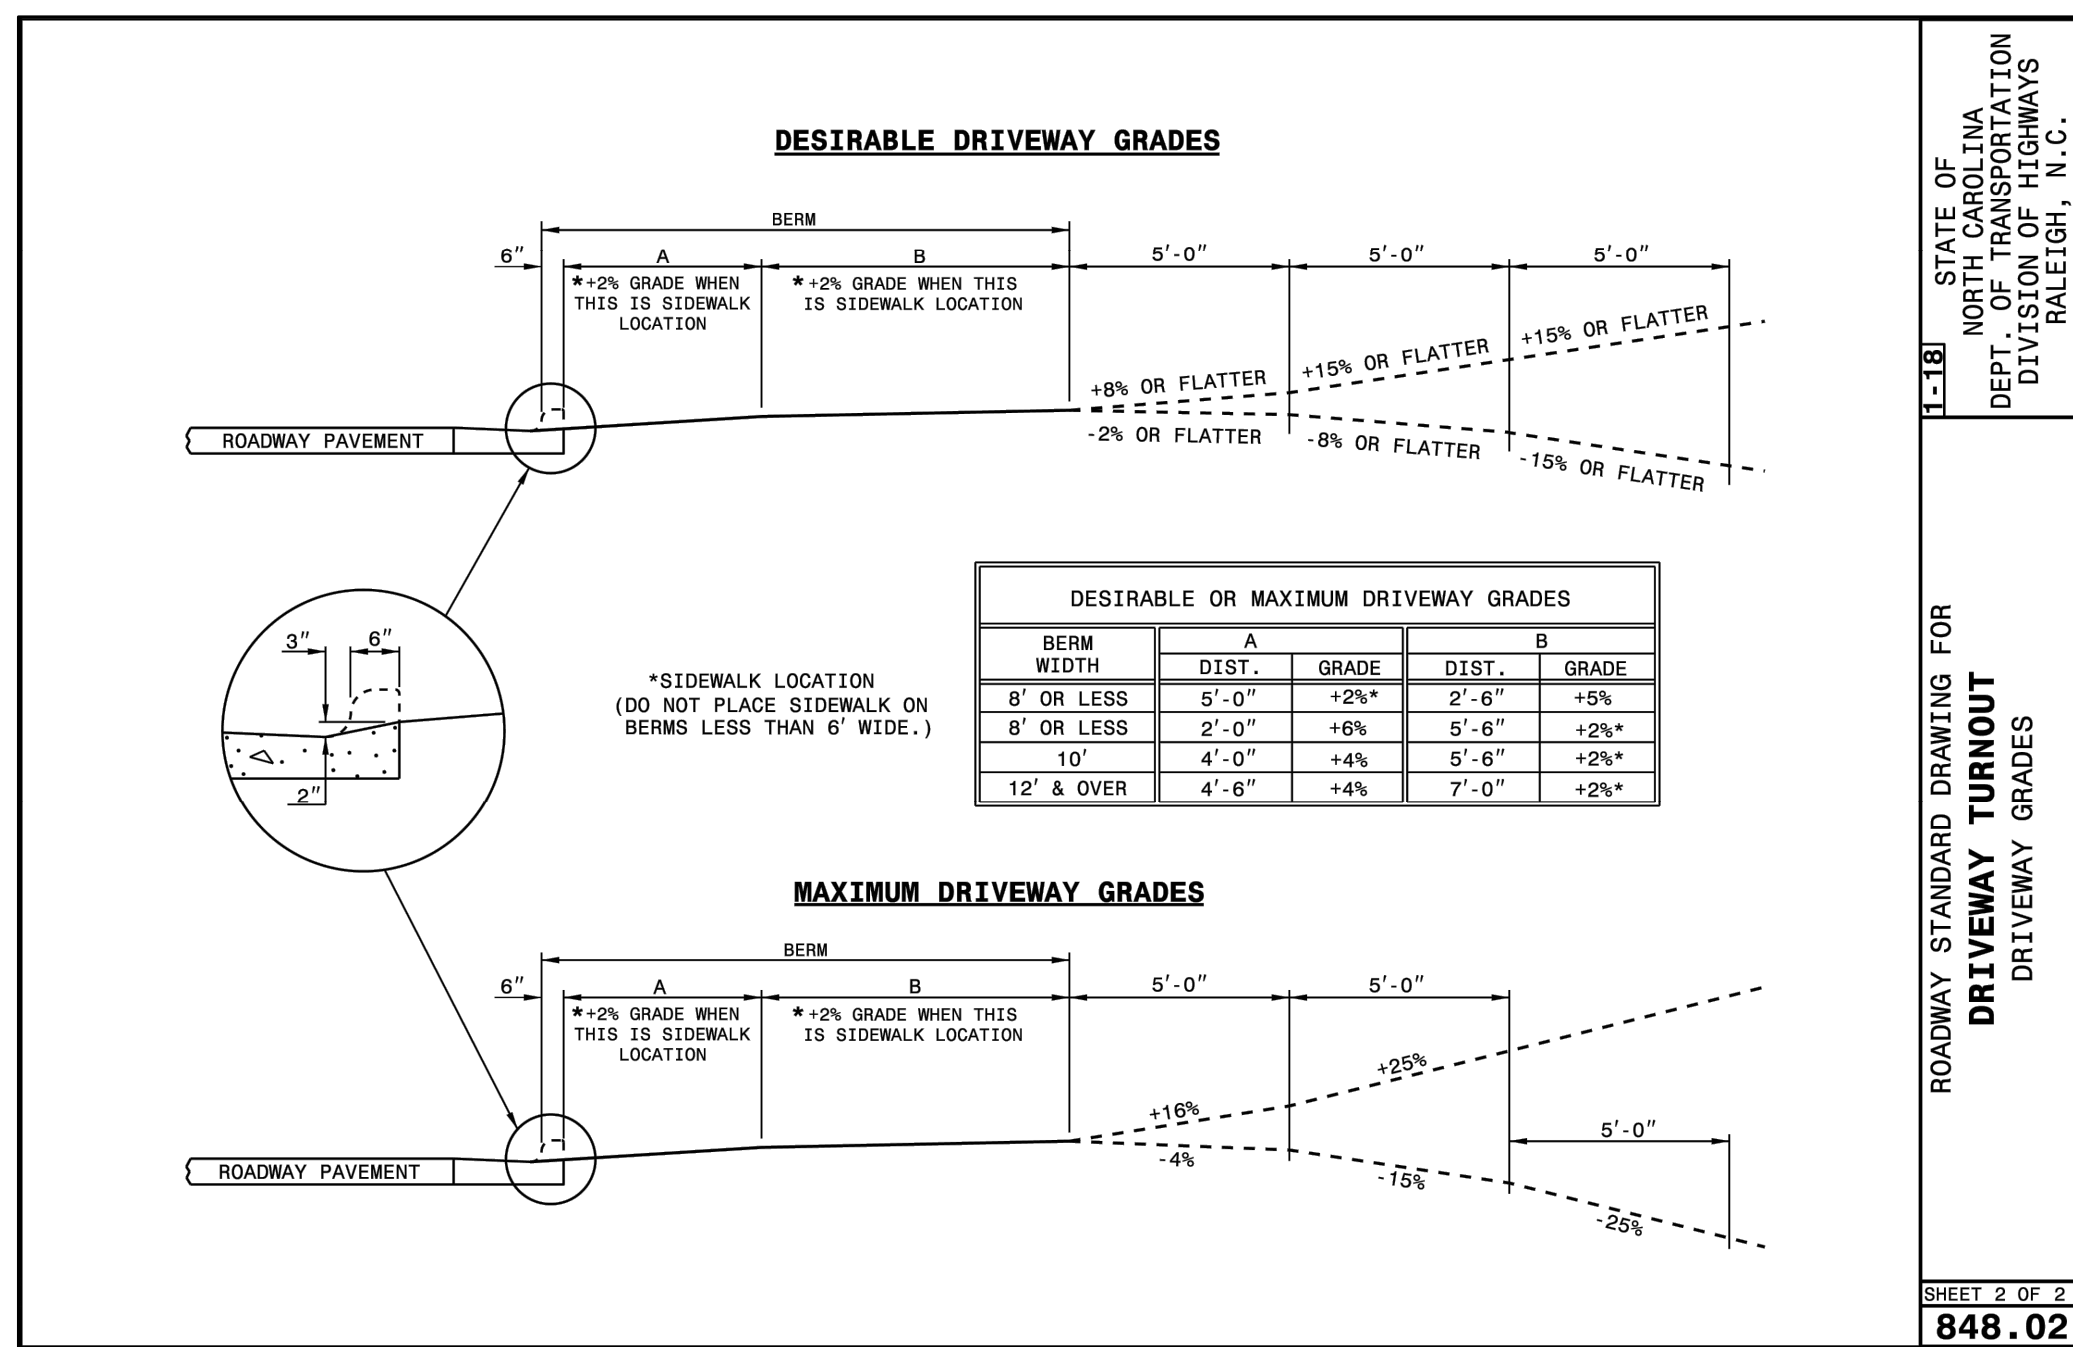 DESIRABLE DRIVEWAY GRADES
BERM
6″ A B 5′-0″ 5′-0″ 5′-0″
*+2% GRADE WHEN
THIS IS SIDEWALK
LOCATION
*+2% GRADE WHEN THIS
IS SIDEWALK LOCATION
+8% OR FLATTER
+15% OR FLATTER
+15% OR FLATTER
-2% OR FLATTER
-8% OR FLATTER
-15% OR FLATTER
ROADWAY PAVEMENT
3″ 6″
2″
*SIDEWALK LOCATION
(DO NOT PLACE SIDEWALK ON
BERMS LESS THAN 6′ WIDE.)
DESIRABLE OR MAXIMUM DRIVEWAY GRADES
BERM WIDTH A B
DIST. GRADE DIST. GRADE
8′ OR LESS 5′-0″ +2%* 2′-6″ +5%
8′ OR LESS 2′-0″ +6% 5′-6″ +2%*
10′ 4′-0″ +4% 5′-6″ +2%*
12′ & OVER 4′-6″ +4% 7′-0″ +2%*
MAXIMUM DRIVEWAY GRADES
BERM
6″ A B 5′-0″ 5′-0″
*+2% GRADE WHEN
THIS IS SIDEWALK
LOCATION
*+2% GRADE WHEN THIS
IS SIDEWALK LOCATION
+16%
+25%
-4%
-15%
5′-0″
-25%
ROADWAY PAVEMENT
1-18
STATE OF
NORTH CAROLINA
DEPT. OF TRANSPORTATION
DIVISION OF HIGHWAYS
RALEIGH, N.C.
ROADWAY STANDARD DRAWING FOR
DRIVEWAY TURNOUT
DRIVEWAY GRADES
SHEET 2 OF 2
848.02